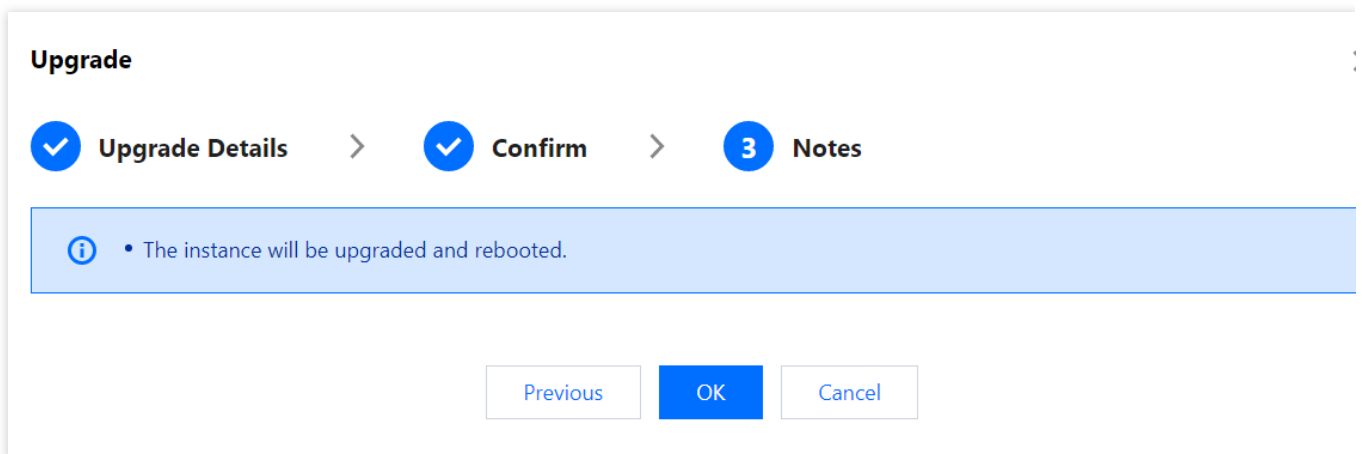 Upgrade
Upgrade Details > Confirm > 3 Notes
• The instance will be upgraded and rebooted.
Previous OK Cancel